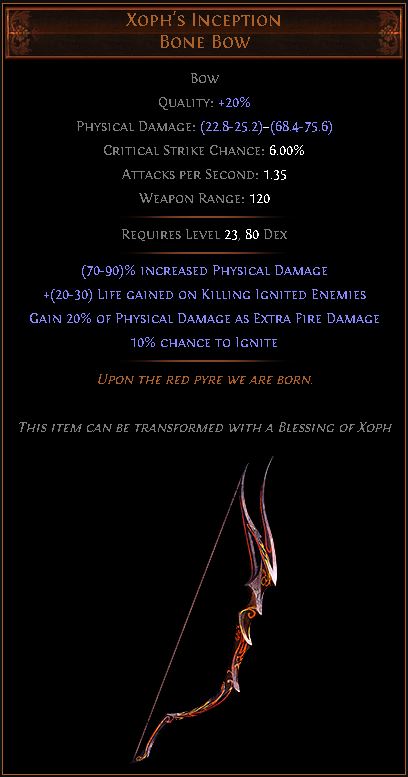 Xoph's Inception
Bone Bow
Bow
Quality: +20%
Physical Damage: (22.8-25.2)–(68.4-75.6)
Critical Strike Chance: 6.00%
Attacks per Second: 1.35
Weapon Range: 120
Requires Level 23, 80 Dex
(70-90)% increased Physical Damage
+(20-30) Life gained on Killing Ignited Enemies
Gain 20% of Physical Damage as Extra Fire Damage
10% chance to Ignite
Upon the red pyre we are born.
This item can be transformed with a Blessing of Xoph